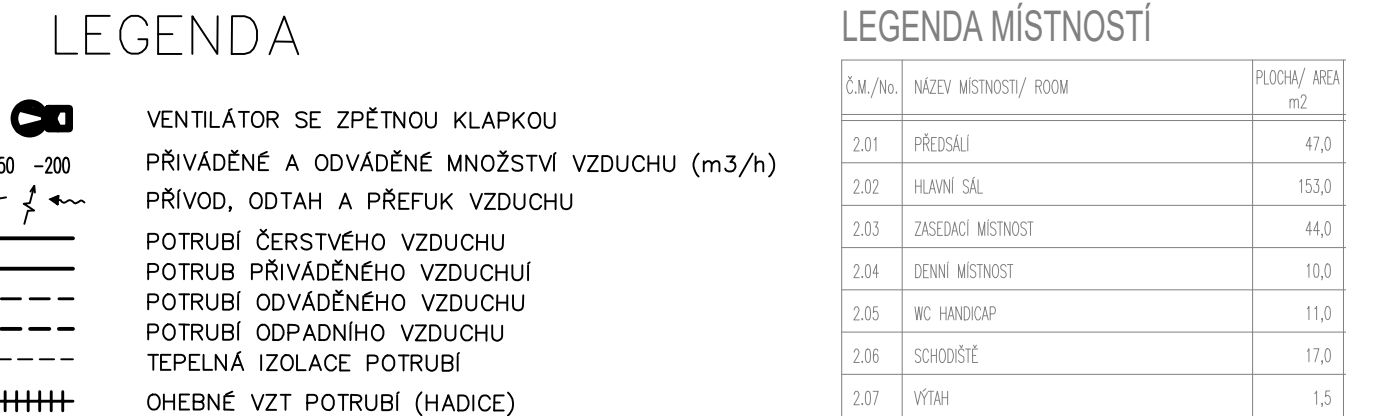 LEGENDA
VENTILÁTOR SE ZPĚTNOU KLAPKOU
50 -200 PŘIVÁDĚNÉ A ODVÁDĚNÉ MNOŽSTVÍ VZDUCHU (m3/h)
PŘÍVOD, ODTAH A PŘEFUK VZDUCHU
POTRUBÍ ČERSTVÉHO VZDUCHU
POTRUB PŘIVÁDĚNÉHO VZDUCHUÍ
POTRUBÍ ODVÁDĚNÉHO VZDUCHU
POTRUBÍ ODPADNÍHO VZDUCHU
TEPELNÁ IZOLACE POTRUBÍ
OHEBNÉ VZT POTRUBÍ (HADICE)
LEGENDA MÍSTNOSTÍ
Č.M./No. NÁZEV MÍSTNOSTI/ ROOM PLOCHA/ AREA
m2
2.01 PŘEDSÁLÍ 47,0
2.02 HLAVNÍ SÁL 153,0
2.03 ZASEDACÍ MÍSTNOST 44,0
2.04 DENNÍ MÍSTNOST 10,0
2.05 WC HANDICAP 11,0
2.06 SCHODIŠTĚ 17,0
2.07 VÝTAH 1,5